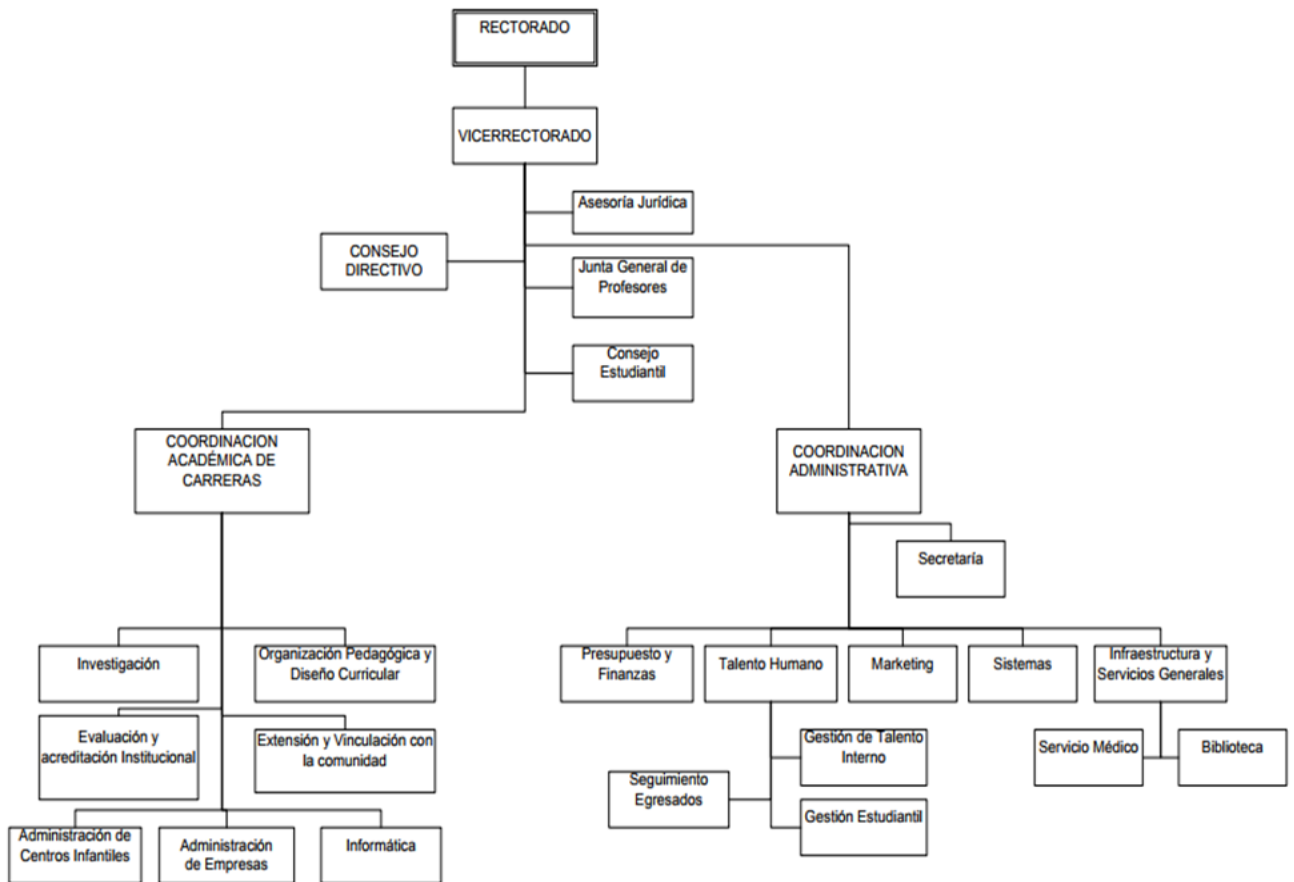 RECTORADO
VICERRECTORADO
Asesoría Jurídica
CONSEJO
DIRECTIVO
Junta General de
Profesores
Consejo
Estudiantil
COORDINACION
ACADÉMICA DE
CARRERAS
COORDINACION
ADMINISTRATIVA
Secretaría
Investigación
Organización Pedagógica y
Diseño Curricular
Evaluación y
acreditación Institucional
Extensión y Vinculación con
la comunidad
Administración de
Centros Infantiles
Administración
de Empresas
Informática
Presupuesto y
Finanzas
Talento Humano
Marketing
Sistemas
Infraestructura y
Servicios Generales
Gestión de Talento
Interno
Seguimiento
Egresados
Gestión Estudiantil
Servicio Médico
Biblioteca